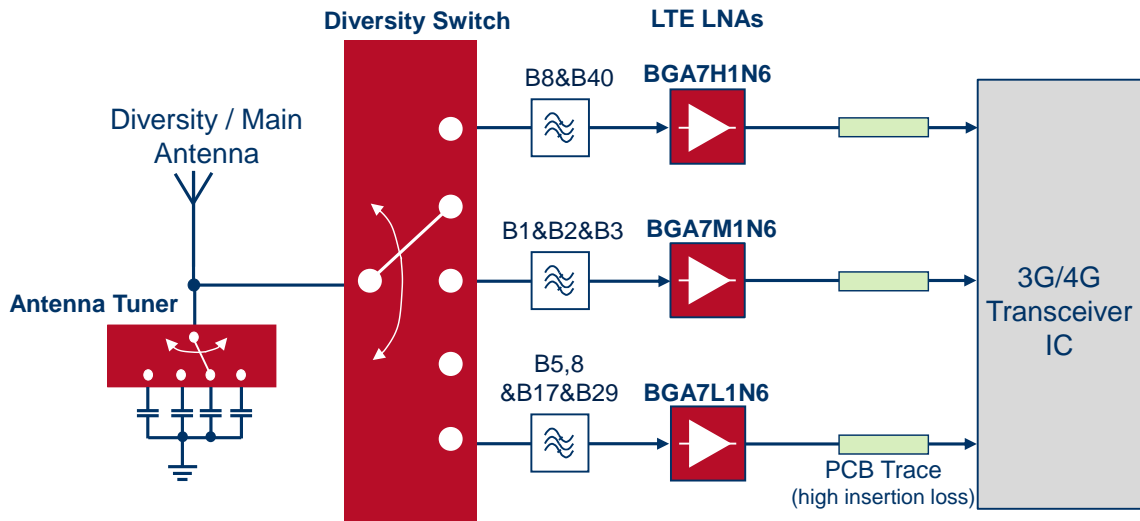 Diversity Switch
LTE LNAs
B8&B40
BGA7H1N6
Diversity / Main
Antenna
B1&B2&B3
BGA7M1N6
3G/4G
Transceiver
IC
Antenna Tuner
B5,8
&B17&B29
BGA7L1N6
PCB Trace
(high insertion loss)